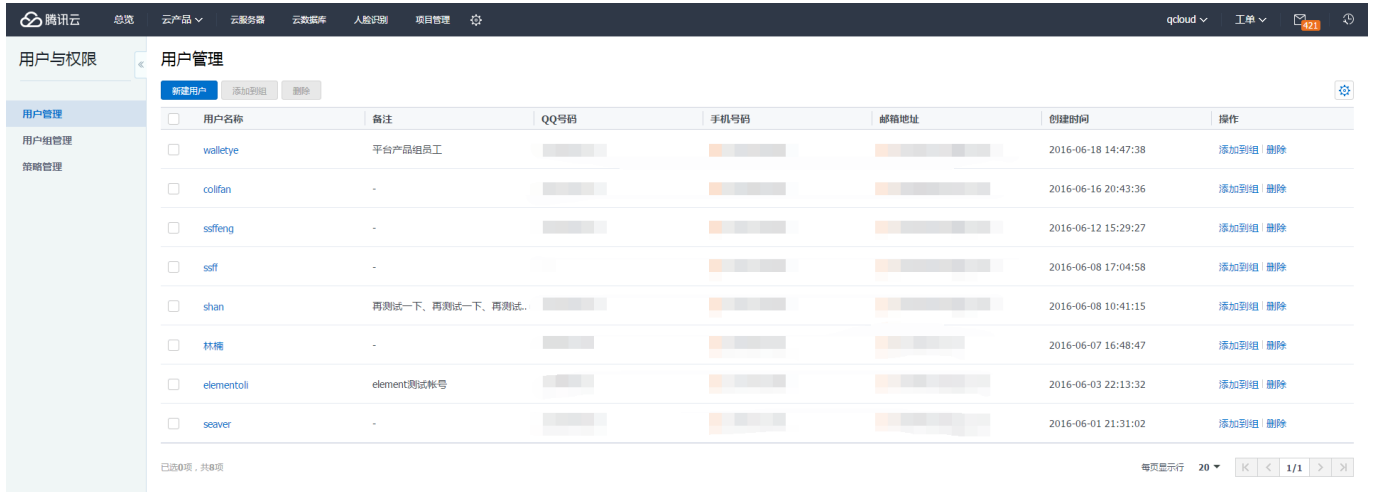 腾讯云 总览 云产品 云服务器 云数据库 人脸识别 项目管理 qcloud 工单 421
用户与权限
用户管理
用户组管理
策略管理
用户管理
新建用户 添加到组 删除
用户名称 备注 QQ号码 手机号码 邮箱地址 创建时间 操作
walletye 平台产品组员工 2016-06-18 14:47:38 添加到组 删除
colifan - 2016-06-16 20:43:36 添加到组 删除
ssffeng - 2016-06-12 15:29:27 添加到组 删除
ssff - 2016-06-08 17:04:58 添加到组 删除
shan 再测试一下、再测试一下、再测试.. 2016-06-08 10:41:15 添加到组 删除
林楠 - 2016-06-07 16:48:47 添加到组 删除
elementoli element测试帐号 2016-06-03 22:13:32 添加到组 删除
seaver - 2016-06-01 21:31:02 添加到组 删除
已选0项，共8项 每页显示行 20 1/1